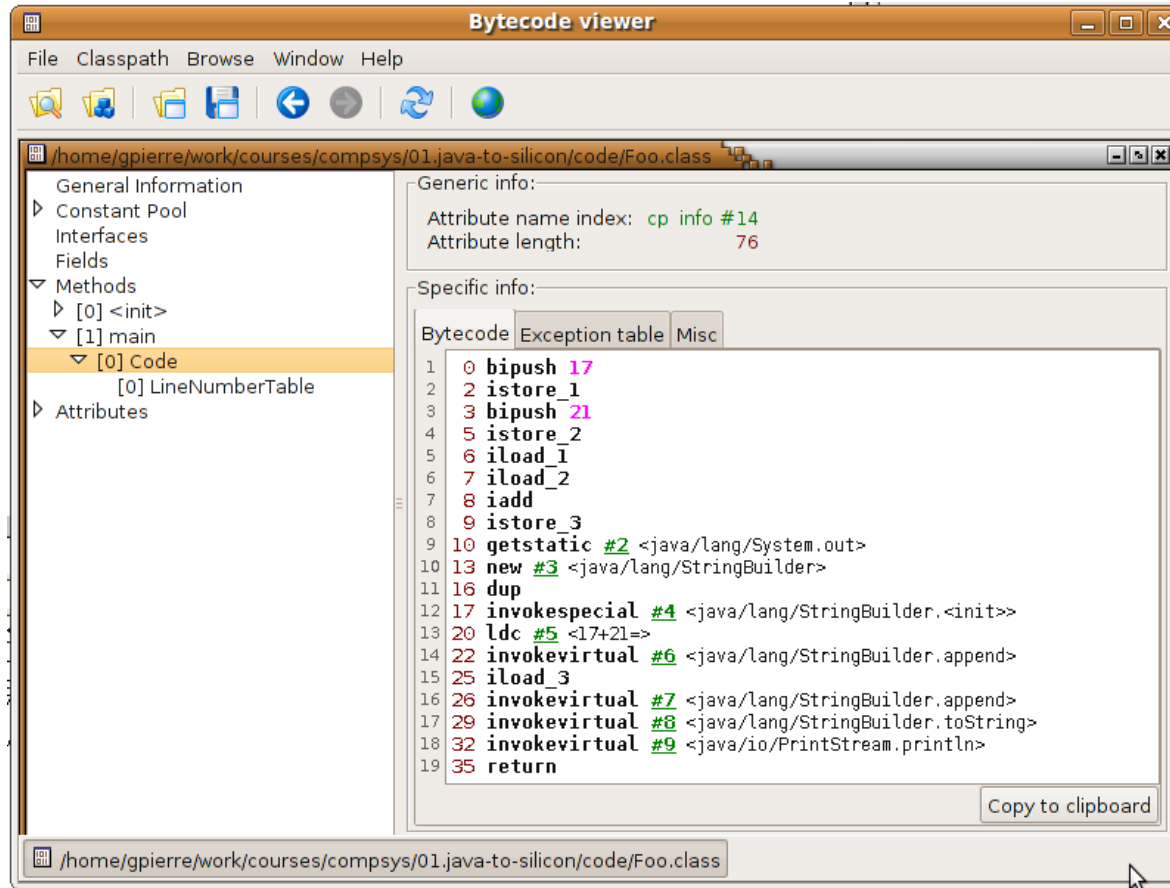 Bytecode viewer
File Classpath Browse Window Help
/home/gpierre/work/courses/compsys/01.java-to-silicon/code/Foo.class
General Information
Constant Pool
Interfaces
Fields
Methods
[0] <init>
[1] main
[0] Code
[0] LineNumberTable
Attributes
Generic info:
Attribute name index: cp info #14
Attribute length: 76
Specific info:
Bytecode Exception table Misc
1 0 bipush 17
2 2 istore_1
3 3 bipush 21
4 5 istore_2
5 6 iload_1
6 7 iload_2
7 8 iadd
8 9 istore_3
9 10 getstatic #2 <java/lang/System.out>
10 13 new #3 <java/lang/StringBuilder>
11 16 dup
12 17 invokespecial #4 <java/lang/StringBuilder.<init>>
13 20 ldc #5 <17+21=>
14 22 invokevirtual #6 <java/lang/StringBuilder.append>
15 25 iload_3
16 26 invokevirtual #7 <java/lang/StringBuilder.append>
17 29 invokevirtual #8 <java/lang/StringBuilder.toString>
18 32 invokevirtual #9 <java/io/PrintStream.println>
19 35 return
Copy to clipboard
/home/gpierre/work/courses/compsys/01.java-to-silicon/code/Foo.class